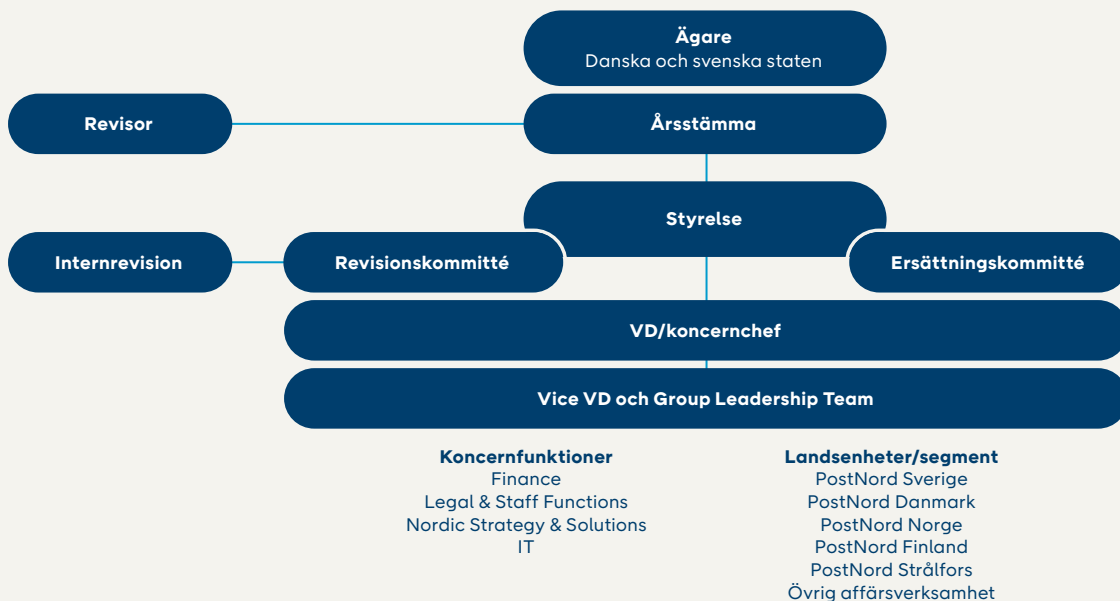 Ägare
Danska och svenska staten
Revisor
Årsstämma
Styrelse
Internrevision
Revisionskommitté
Ersättningskommitté
VD/koncernchef
Vice VD och Group Leadership Team
Koncernfunktioner
Finance
Legal & Staff Functions
Nordic Strategy & Solutions
IT
Landsenheter/segment
PostNord Sverige
PostNord Danmark
PostNord Norge
PostNord Finland
PostNord Strålfors
Övrig affärsverksamhet